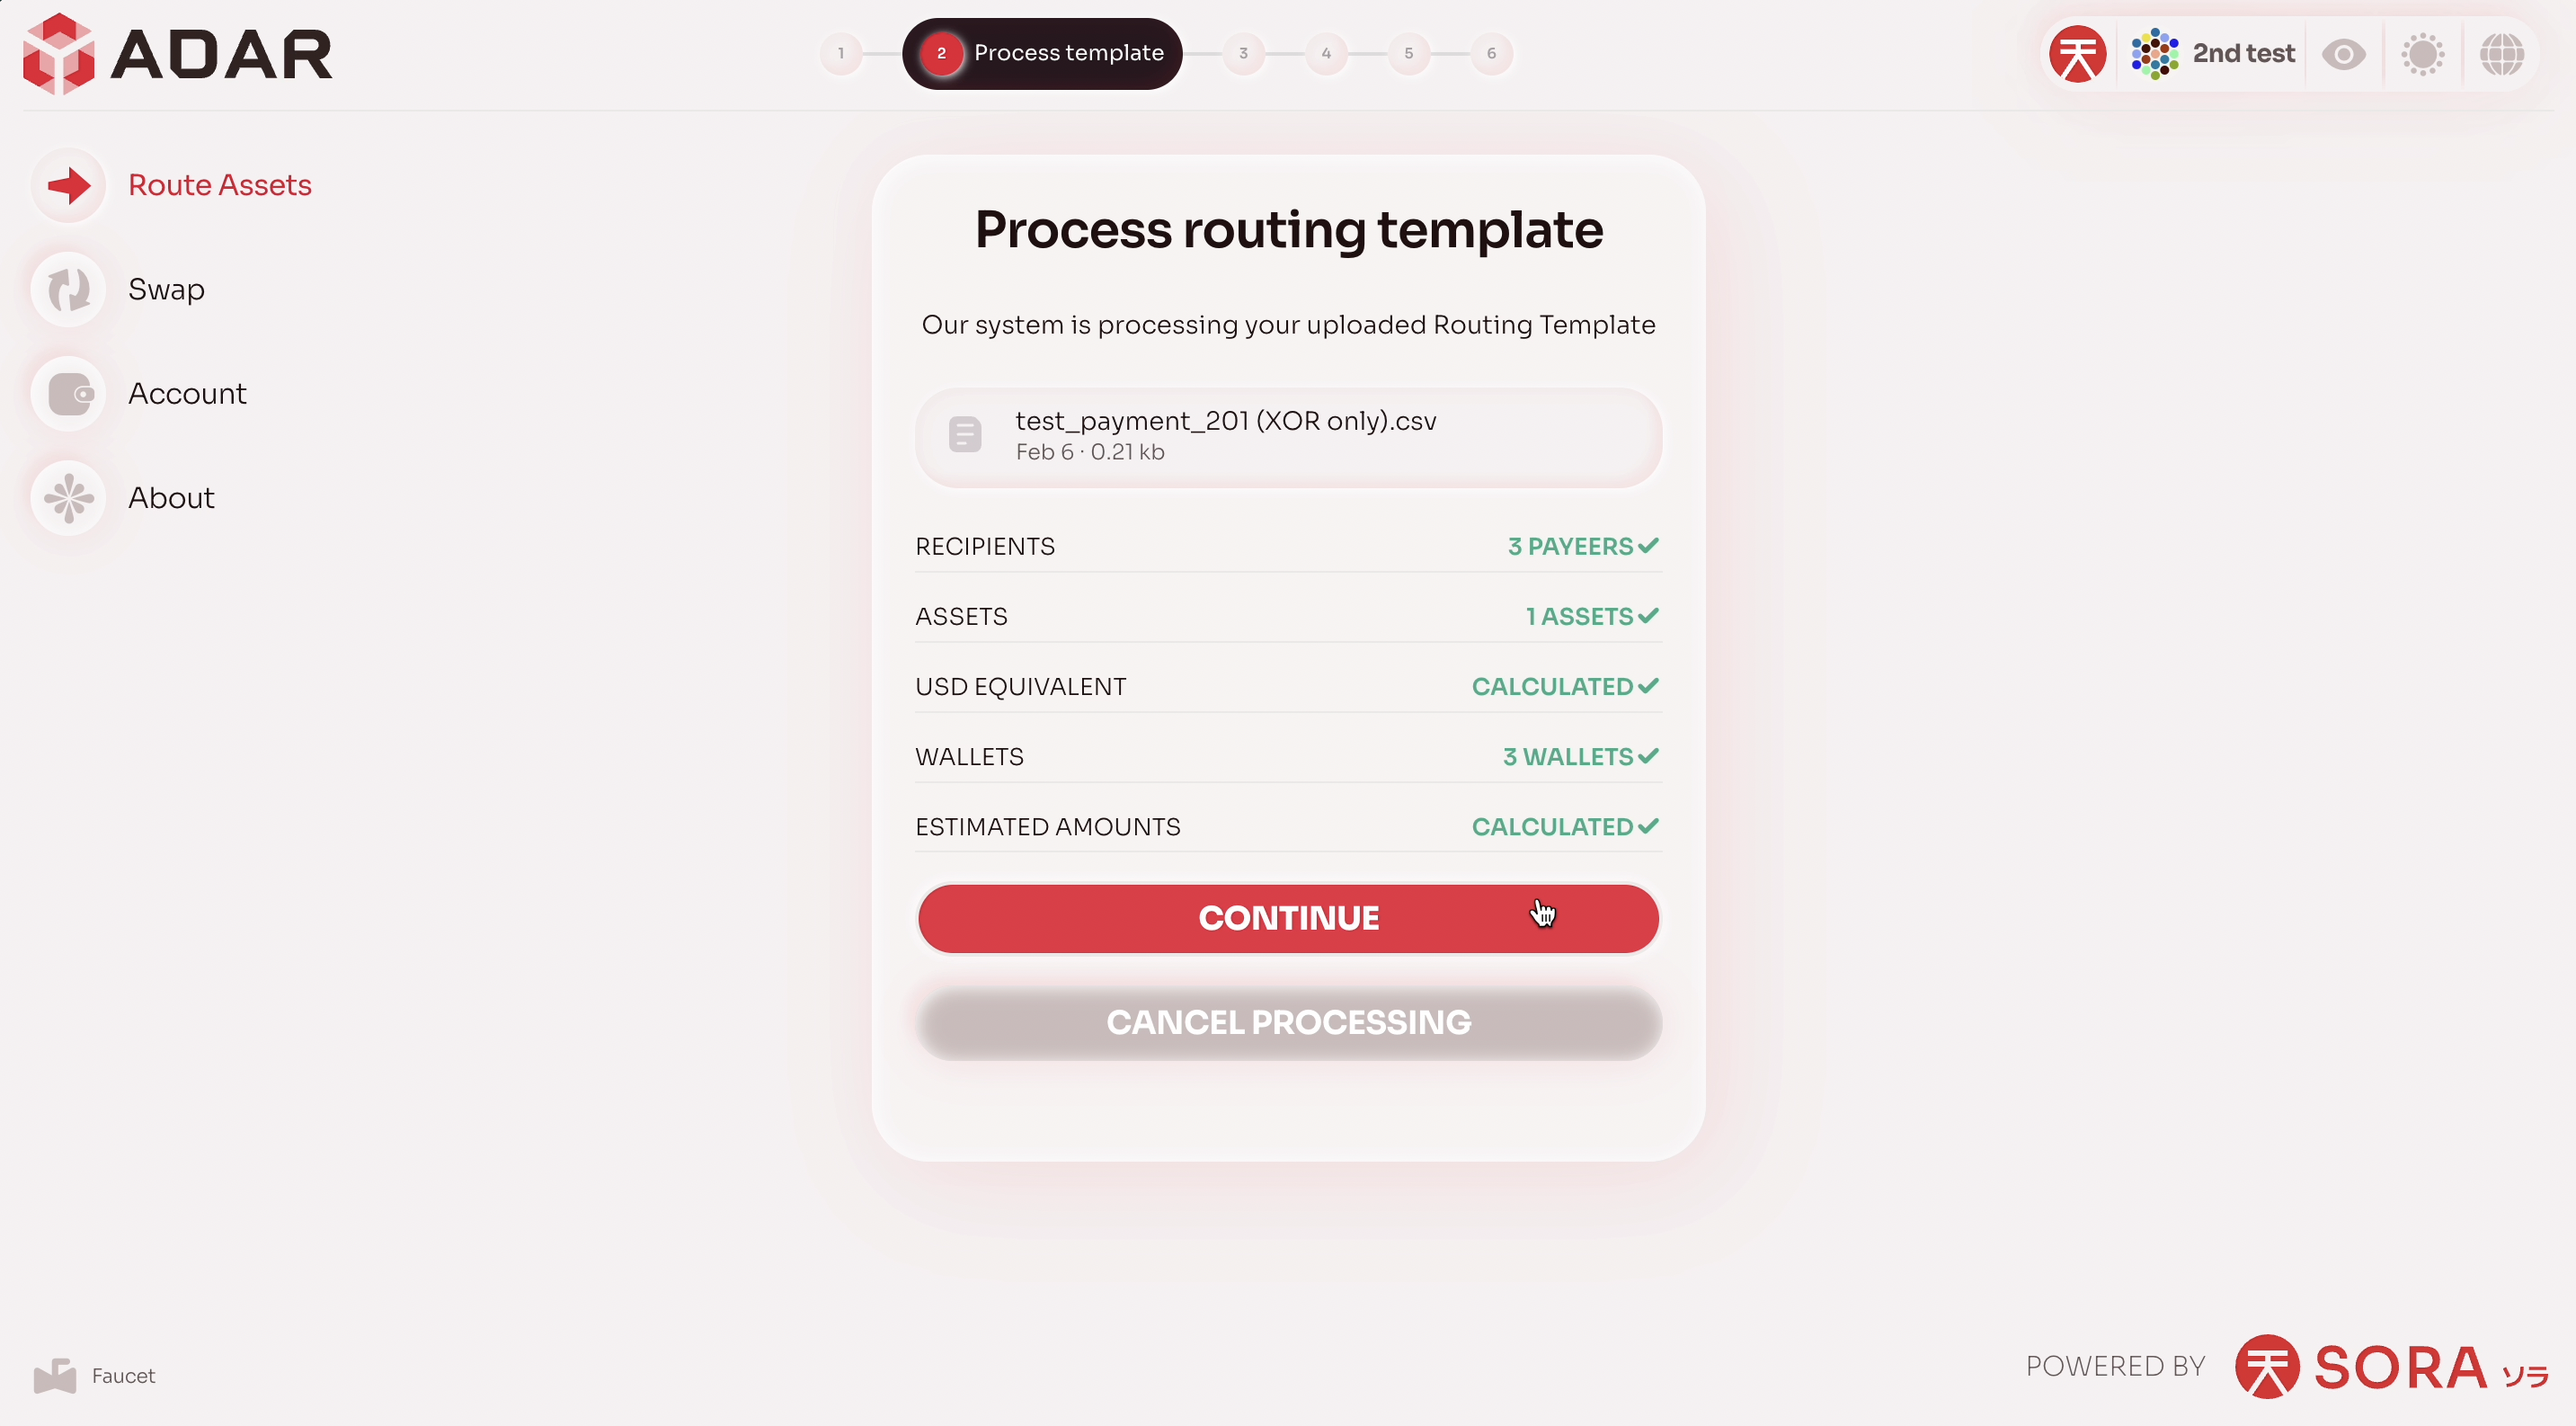 ADAR
1
2
Process template
3
4
5
6
天
2nd test
Route Assets
Swap
Account
About
Process routing template
Our system is processing your uploaded Routing Template
test_payment_201 (XOR only).csv
Feb 6 · 0.21 kb
RECIPIENTS
3 PAYEERS
ASSETS
1 ASSETS
USD EQUIVALENT
CALCULATED
WALLETS
3 WALLETS
ESTIMATED AMOUNTS
CALCULATED
CONTINUE
CANCEL PROCESSING
Faucet
POWERED BY
天
SORA ソラ